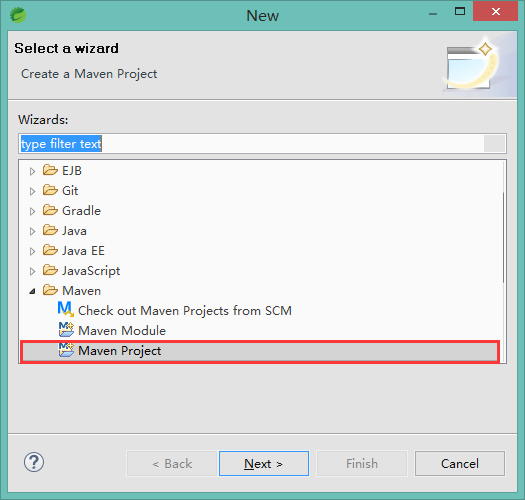 New
Select a wizard
Create a Maven Project
Wizards:
type filter text
EJB
Git
Gradle
Java
Java EE
JavaScript
Maven
Check out Maven Projects from SCM
Maven Module
Maven Project
? < Back Next > Finish Cancel